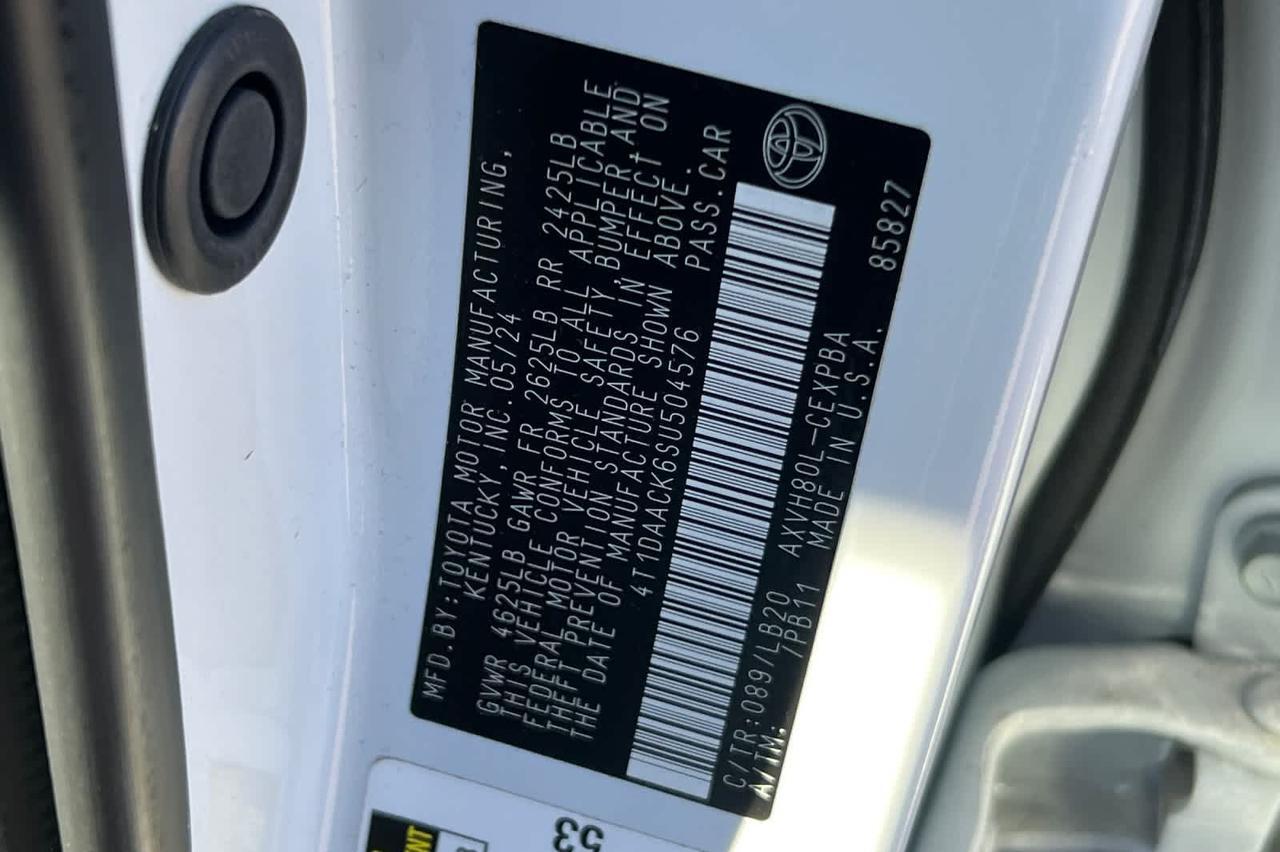 MFD.BY:TOYOTA MOTOR MANUFACTURING,
KENTUCKY, INC.05/24
GVWR 4625LB GAWR FR 2625LB RR 2425LB
THIS VEHICLE CONFORMS TO ALL APPLICABLE
FEDERAL MOTOR VEHICLE SAFETY, BUMPER, AND
THEFT PREVENTION STANDARDS IN EFFECT ON
THE DATE OF MANUFACTURE SHOWN ABOVE.
4T1DAACK6SU504576 PASS.CAR
C/TR:089/LB20 AXVH80L-CEXPBA 85827
A/TM: /PB11 MADE IN U.S.A.
53